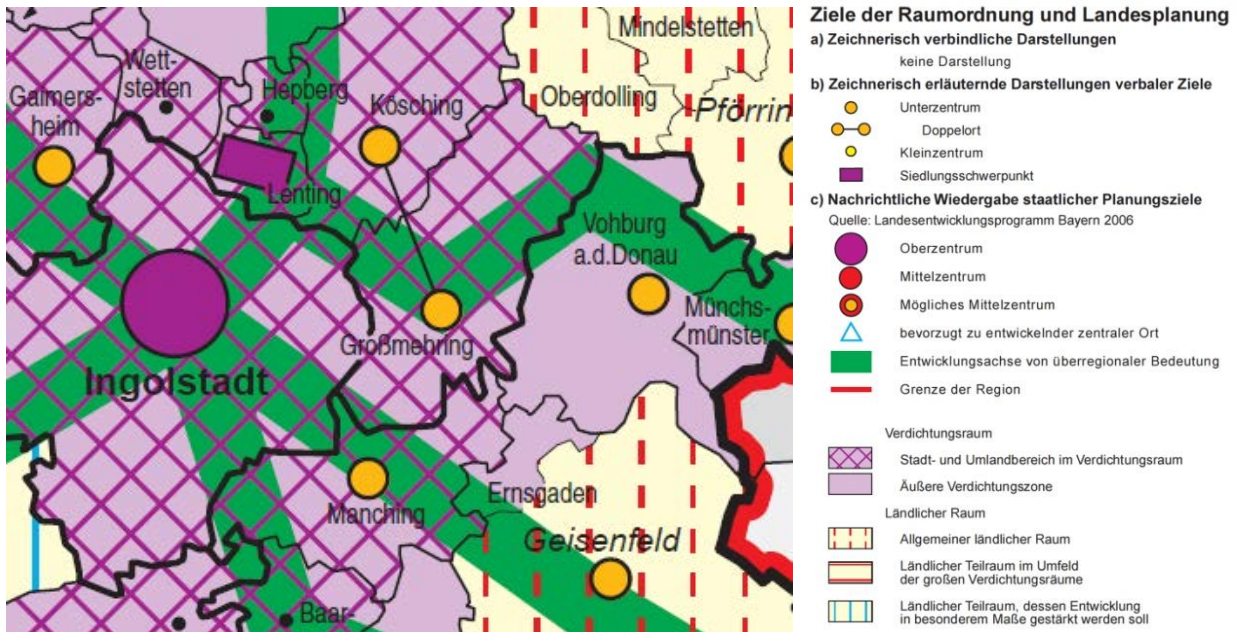 Mindelstetten
Wett-
stetten
Hepberg
Gaimers-
heim
Kösching
Oberdolling
Pförrin
Lenting
Vohburg
a.d.Donau
Münchs-
münster
Großmehring
Ingolstadt
Ernsgaden
Manching
Geisenfeld
Baar-
Ziele der Raumordnung und Landesplanung
a) Zeichnerisch verbindliche Darstellungen
keine Darstellung
b) Zeichnerisch erläuternde Darstellungen verbaler Ziele
Unterzentrum
Doppelort
Kleinzentrum
Siedlungsschwerpunkt
c) Nachrichtliche Wiedergabe staatlicher Planungsziele
Quelle: Landesentwicklungsprogramm Bayern 2006
Oberzentrum
Mittelzentrum
Mögliches Mittelzentrum
bevorzugt zu entwickelnder zentraler Ort
Entwicklungsachse von überregionaler Bedeutung
Grenze der Region
Verdichtungsraum
Stadt- und Umlandbereich im Verdichtungsraum
Äußere Verdichtungszone
Ländlicher Raum
Allgemeiner ländlicher Raum
Ländlicher Teilraum im Umfeld
der großen Verdichtungsräume
Ländlicher Teilraum, dessen Entwicklung
in besonderem Maße gestärkt werden soll